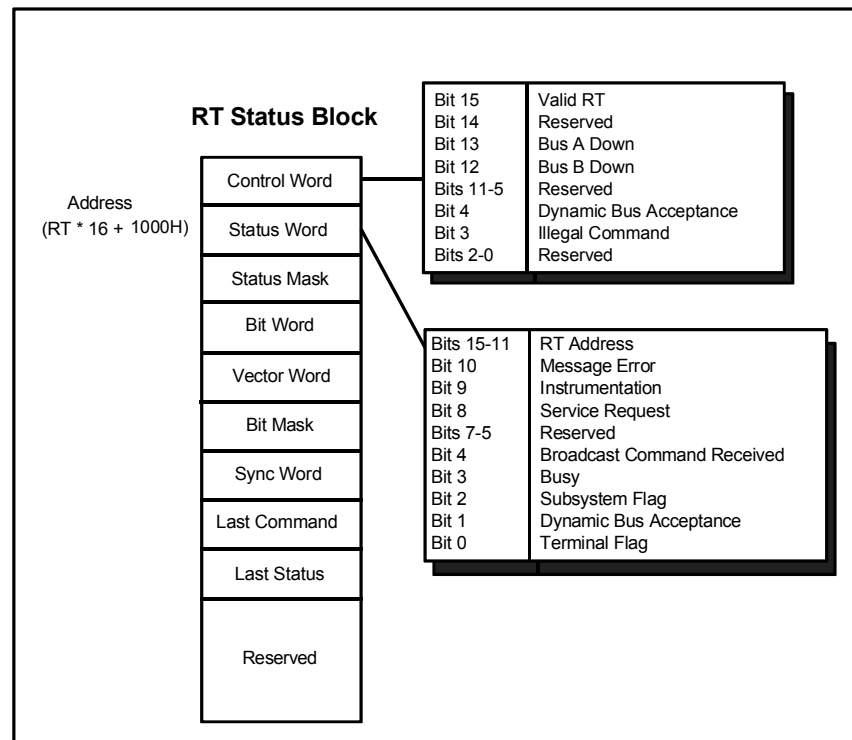 RT Status Block
Address
(RT * 16 + 1000H)
Control Word
Status Word
Status Mask
Bit Word
Vector Word
Bit Mask
Sync Word
Last Command
Last Status
Reserved
Bit 15 Valid RT
Bit 14 Reserved
Bit 13 Bus A Down
Bit 12 Bus B Down
Bits 11-5 Reserved
Bit 4 Dynamic Bus Acceptance
Bit 3 Illegal Command
Bits 2-0 Reserved
Bits 15-11 RT Address
Bit 10 Message Error
Bit 9 Instrumentation
Bit 8 Service Request
Bits 7-5 Reserved
Bit 4 Broadcast Command Received
Bit 3 Busy
Bit 2 Subsystem Flag
Bit 1 Dynamic Bus Acceptance
Bit 0 Terminal Flag